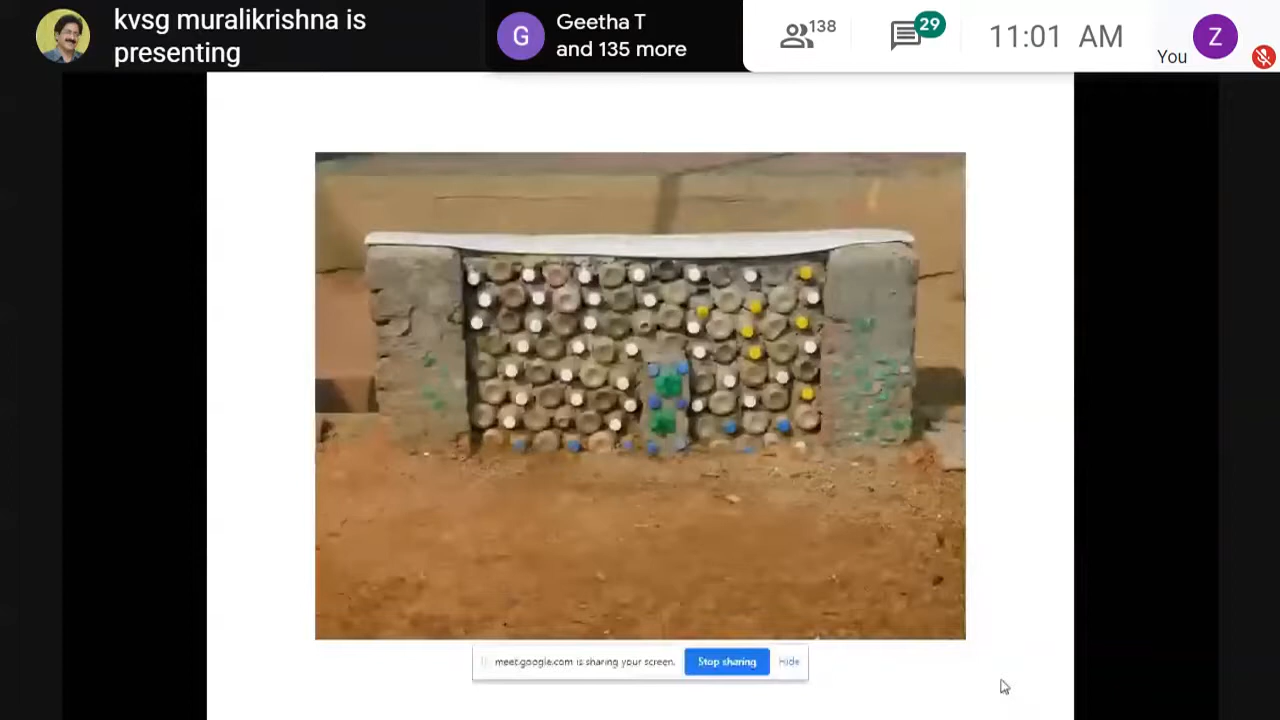 kvsg muralikrishna is
presenting
G
Geetha T
and 135 more
138
29
11:01 AM
You
Z
meet.google.com is sharing your screen.
Stop sharing
Hide